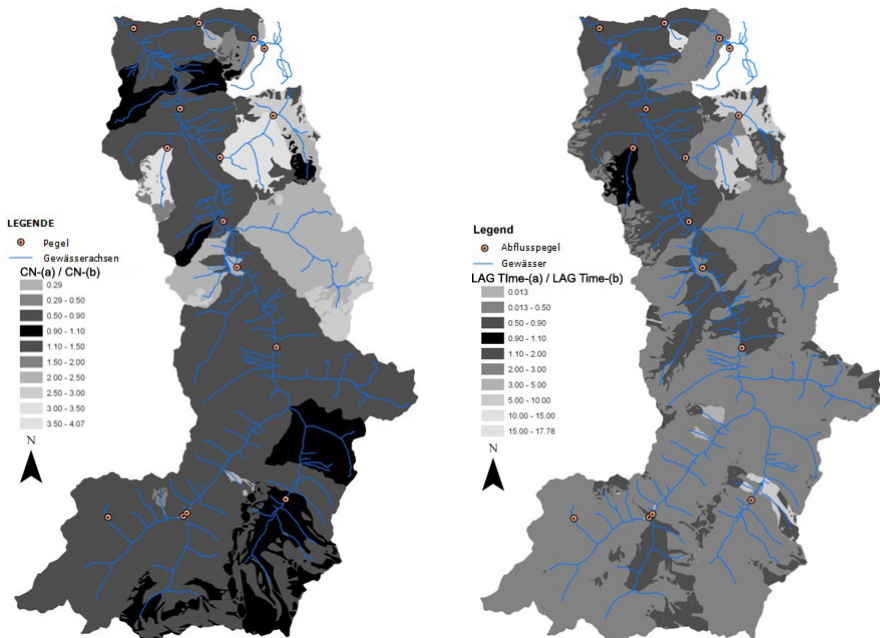 LEGENDE
Pegel
Gewässerachsen
CN-(a) / CN-(b)
0.29
0.29 - 0.50
0.50 - 0.90
0.90 - 1.10
1.10 - 1.50
1.50 - 2.00
2.00 - 2.50
2.50 - 3.00
3.00 - 3.50
3.50 - 4.07
N
Legend
Abflusspegel
Gewässer
LAG TIme-(a) / LAG Time-(b)
0.013
0.013 - 0.50
0.50 - 0.90
0.90 - 1.10
1.10 - 2.00
2.00 - 3.00
3.00 - 5.00
5.00 - 10.00
10.00 - 15.00
15.00 - 17.78
N